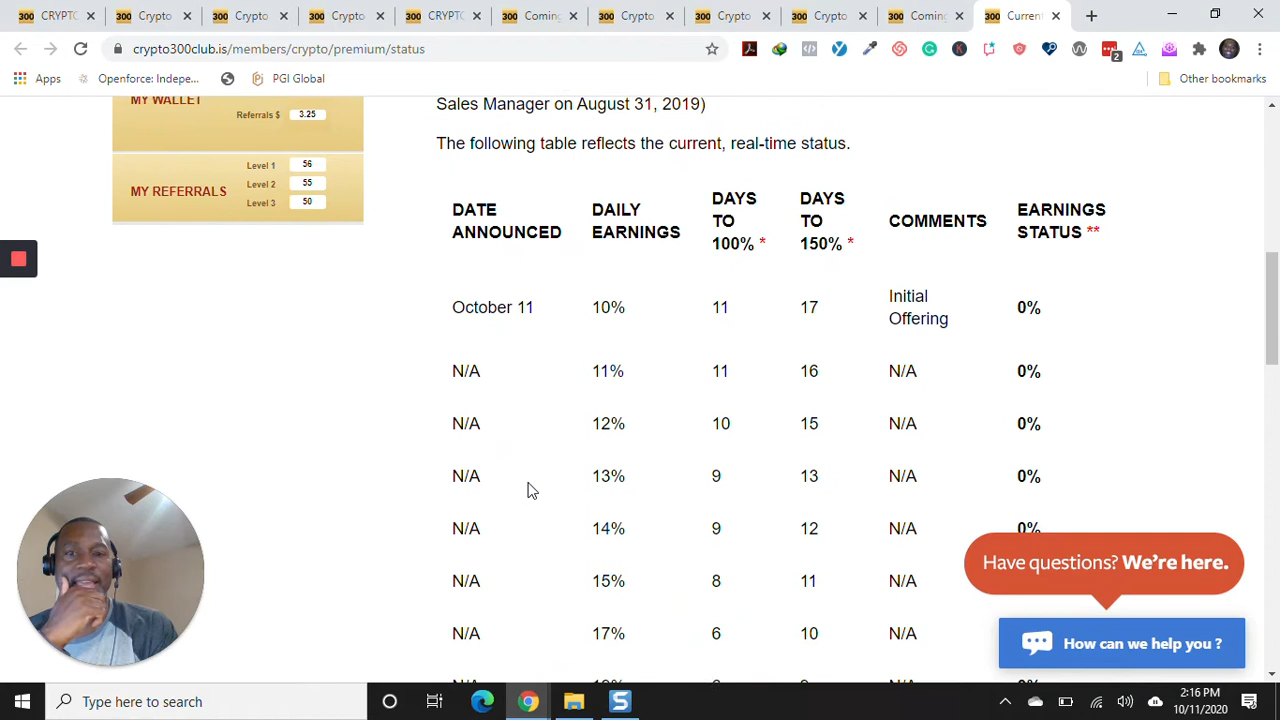 CRYPTO
Crypto
Crypto
Crypto
CRYPTO
Coming
Crypto
Crypto
Crypto
Coming
Current
crypto300club.is/members/crypto/premium/status
Apps
Openforce: Indepe...
PGI Global
Other bookmarks
MY WALLET
Referrals $ 3.25
MY REFERRALS
Level 1 56
Level 2 55
Level 3 50
Sales Manager on August 31, 2019)
The following table reflects the current, real-time status.
DATE ANNOUNCED DAILY EARNINGS DAYS TO 100% * DAYS TO 150% * COMMENTS EARNINGS STATUS **
October 11 10% 11 17 Initial Offering 0%
N/A 11% 11 16 N/A 0%
N/A 12% 10 15 N/A 0%
N/A 13% 9 13 N/A 0%
N/A 14% 9 12 N/A 0%
N/A 15% 8 11 N/A
N/A 17% 6 10 N/A
Have questions? We're here.
How can we help you ?
Type here to search
2:16 PM
10/11/2020